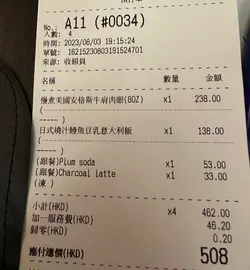 No.: A11 (#0034)
人數: 4
時間: 2023/08/03 19:15:24
單號: 16215230803191524701
來源: 收銀員
名稱 數量 金額
慢煮美國安格斯牛肩肉眼(8OZ) x1 238.00
(------
------)
日式燒汁鰻魚豆乳意大利飯 x1 138.00
(------
------)
(跟餐)Plum soda x1 53.00
(跟餐)Charcoal latte x1 33.00
(凍 )
小計(HKD) x4 462.00
加一服務費(HKD) 46.20
歸零(HKD) 0.20
應付總價(HKD) 508